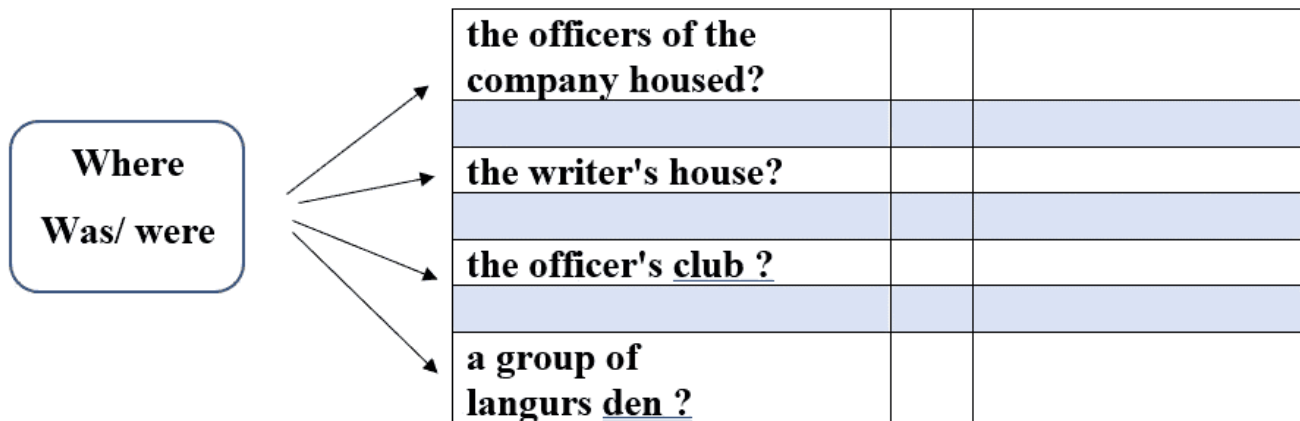 Where
Was/ were
the officers of the
company housed?
the writer's house?
the officer's club ?
a group of
langurs den ?